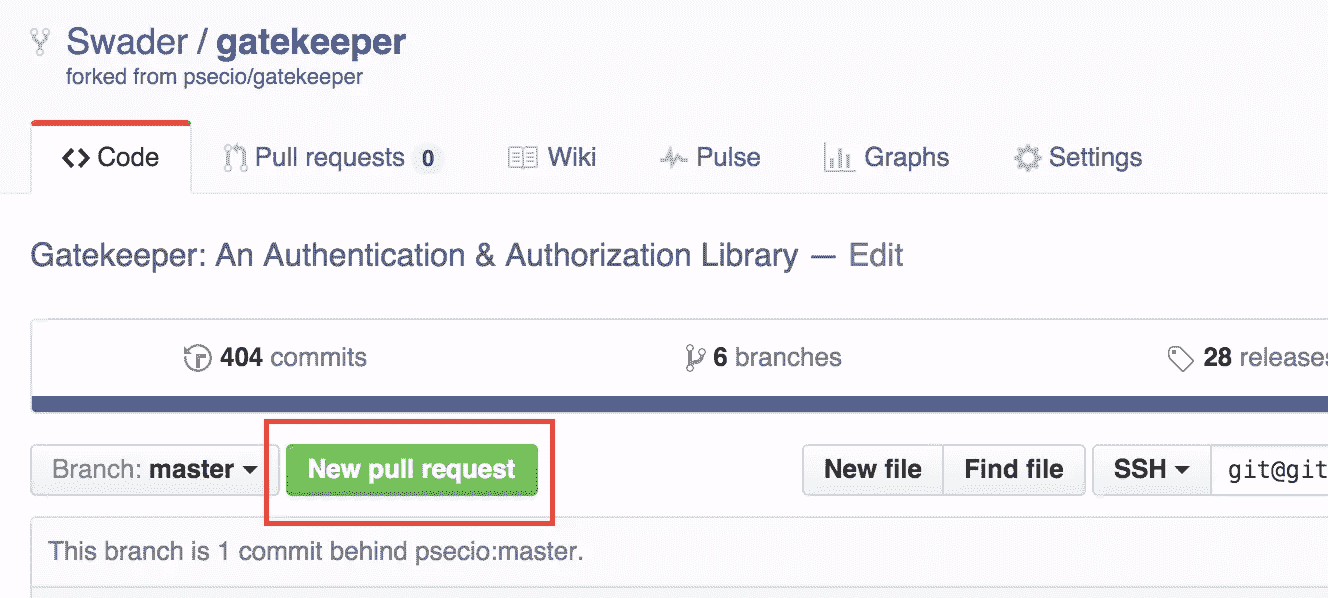 Swader / gatekeeper
forked from psecio/gatekeeper
Code Pull requests 0 Wiki Pulse Graphs Settings
Gatekeeper: An Authentication & Authorization Library — Edit
404 commits 6 branches 28 releases
Branch: master New pull request New file Find file SSH git@git
This branch is 1 commit behind psecio:master.